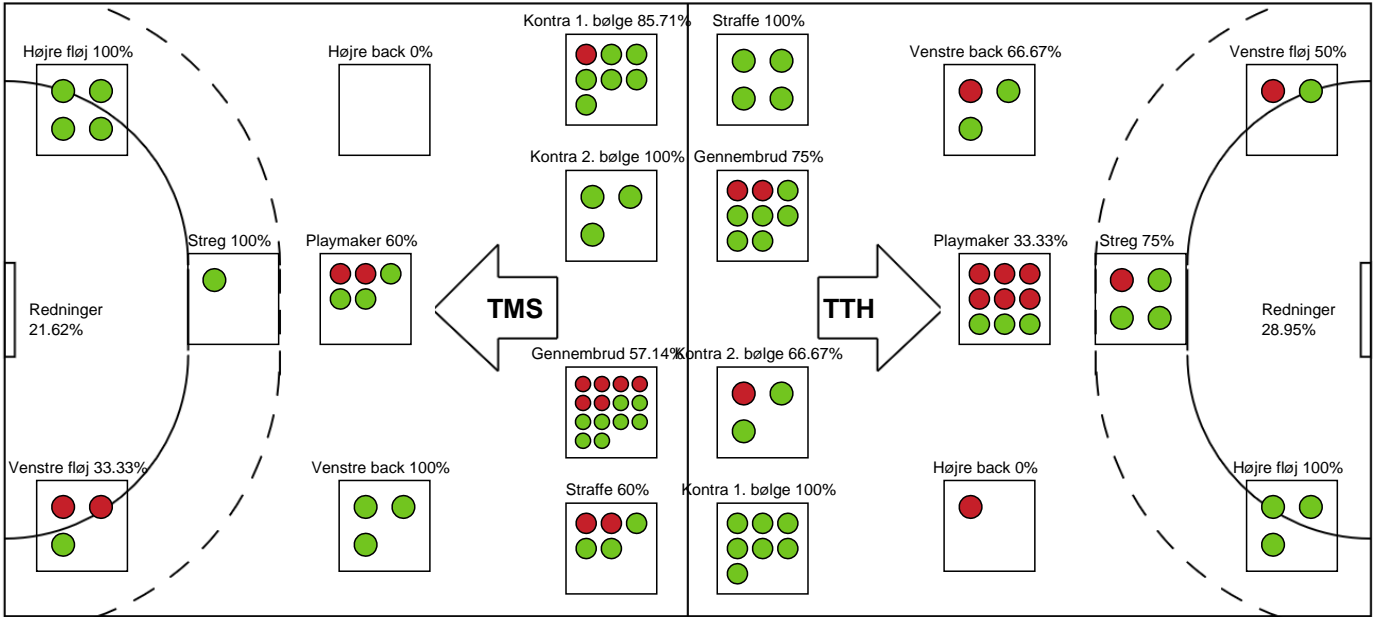 Kontra 1. bølge 85.71%
Straffe 100%
Højre fløj 100%
Højre back 0%
Venstre back 66.67%
Venstre fløj 50%
Kontra 2. bølge 100%
Gennembrud 75%
Streg 100%
Playmaker 60%
Playmaker 33.33%
Streg 75%
Redninger
21.62%
TMS
TTH
Redninger
28.95%
Gennembrud 57.14%
Kontra 2. bølge 66.67%
Venstre fløj 33.33%
Venstre back 100%
Højre back 0%
Højre fløj 100%
Straffe 60%
Kontra 1. bølge 100%